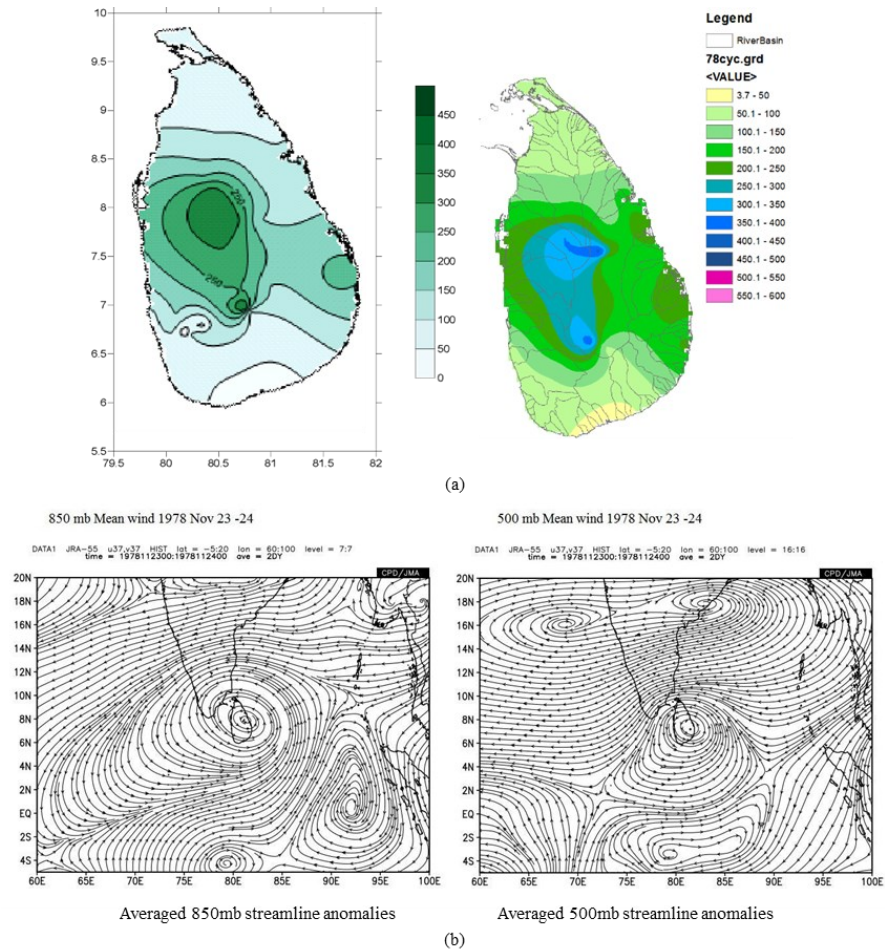 10
9.5
9
8.5
8
7.5
7
6.5
6
5.5
79.5 80 80.5 81 81.5 82
200
250
450
400
350
300
250
200
150
100
50
0
Legend
RiverBasin
78cyc.grd
<VALUE>
3.7 - 50
50.1 - 100
100.1 - 150
150.1 - 200
200.1 - 250
250.1 - 300
300.1 - 350
350.1 - 400
400.1 - 450
450.1 - 500
500.1 - 550
550.1 - 600
(a)
850 mb Mean wind 1978 Nov 23 -24
DATA1 JRA-55 u37,v37 HIST lat = -5:20 lon = 60:100 level = 7:7
time = 1978112300:1978112400 ave = 2DY
CPD/JMA
20N
18N
16N
14N
12N
10N
8N
6N
4N
2N
EQ
2S
4S
60E 65E 70E 75E 80E 85E 90E 95E 100E
Averaged 850mb streamline anomalies
500 mb Mean wind 1978 Nov 23 -24
DATA1 JRA-55 u37,v37 HIST lat = -5:20 lon = 60:100 level = 16:16
time = 1978112300:1978112400 ave = 2DY
CPD/JMA
20N
18N
16N
14N
12N
10N
8N
6N
4N
2N
EQ
2S
4S
60E 65E 70E 75E 80E 85E 90E 95E 100E
Averaged 500mb streamline anomalies
(b)